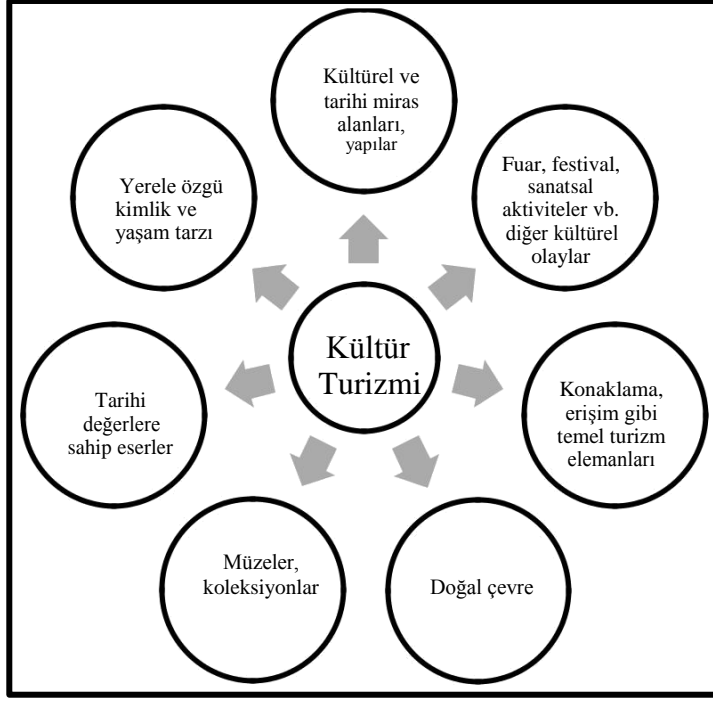 Kültürel ve
tarihi miras
alanları,
yapılar
Fuar, festival,
sanatsal
aktiviteler vb.
diğer kültürel
olaylar
Konaklama,
erişim gibi
temel turizm
elemanları
Doğal çevre
Müzeler,
koleksiyonlar
Tarihi
değerlere
sahip eserler
Yerele özgü
kimlik ve
yaşam tarzı
Kültür
Turizmi